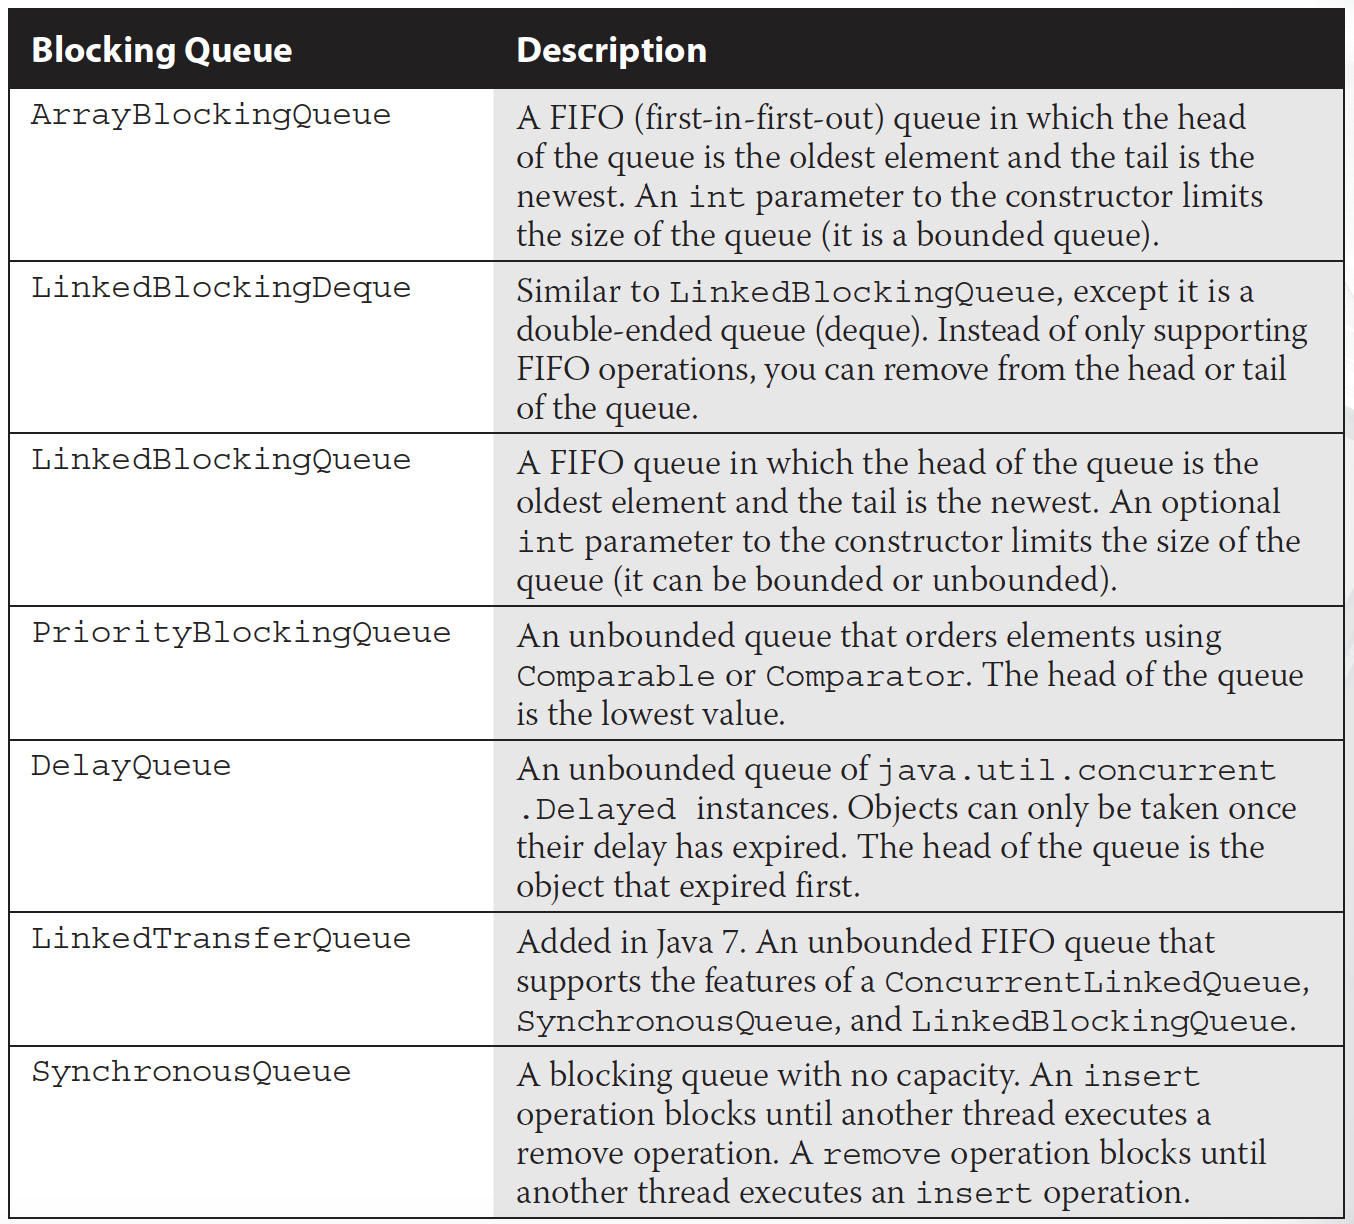 Blocking Queue Description
ArrayBlockingQueue A FIFO (first-in-first-out) queue in which the head
of the queue is the oldest element and the tail is the
newest. An int parameter to the constructor limits
the size of the queue (it is a bounded queue).
LinkedBlockingDeque Similar to LinkedBlockingQueue, except it is a
double-ended queue (deque). Instead of only supporting
FIFO operations, you can remove from the head or tail
of the queue.
LinkedBlockingQueue A FIFO queue in which the head of the queue is the
oldest element and the tail is the newest. An optional
int parameter to the constructor limits the size of the
queue (it can be bounded or unbounded).
PriorityBlockingQueue An unbounded queue that orders elements using
Comparable or Comparator. The head of the queue
is the lowest value.
DelayQueue An unbounded queue of java.util.concurrent
.Delayed instances. Objects can only be taken once
their delay has expired. The head of the queue is the
object that expired first.
LinkedTransferQueue Added in Java 7. An unbounded FIFO queue that
supports the features of a ConcurrentLinkedQueue,
SynchronousQueue, and LinkedBlockingQueue.
SynchronousQueue A blocking queue with no capacity. An insert
operation blocks until another thread executes a
remove operation. A remove operation blocks until
another thread executes an insert operation.